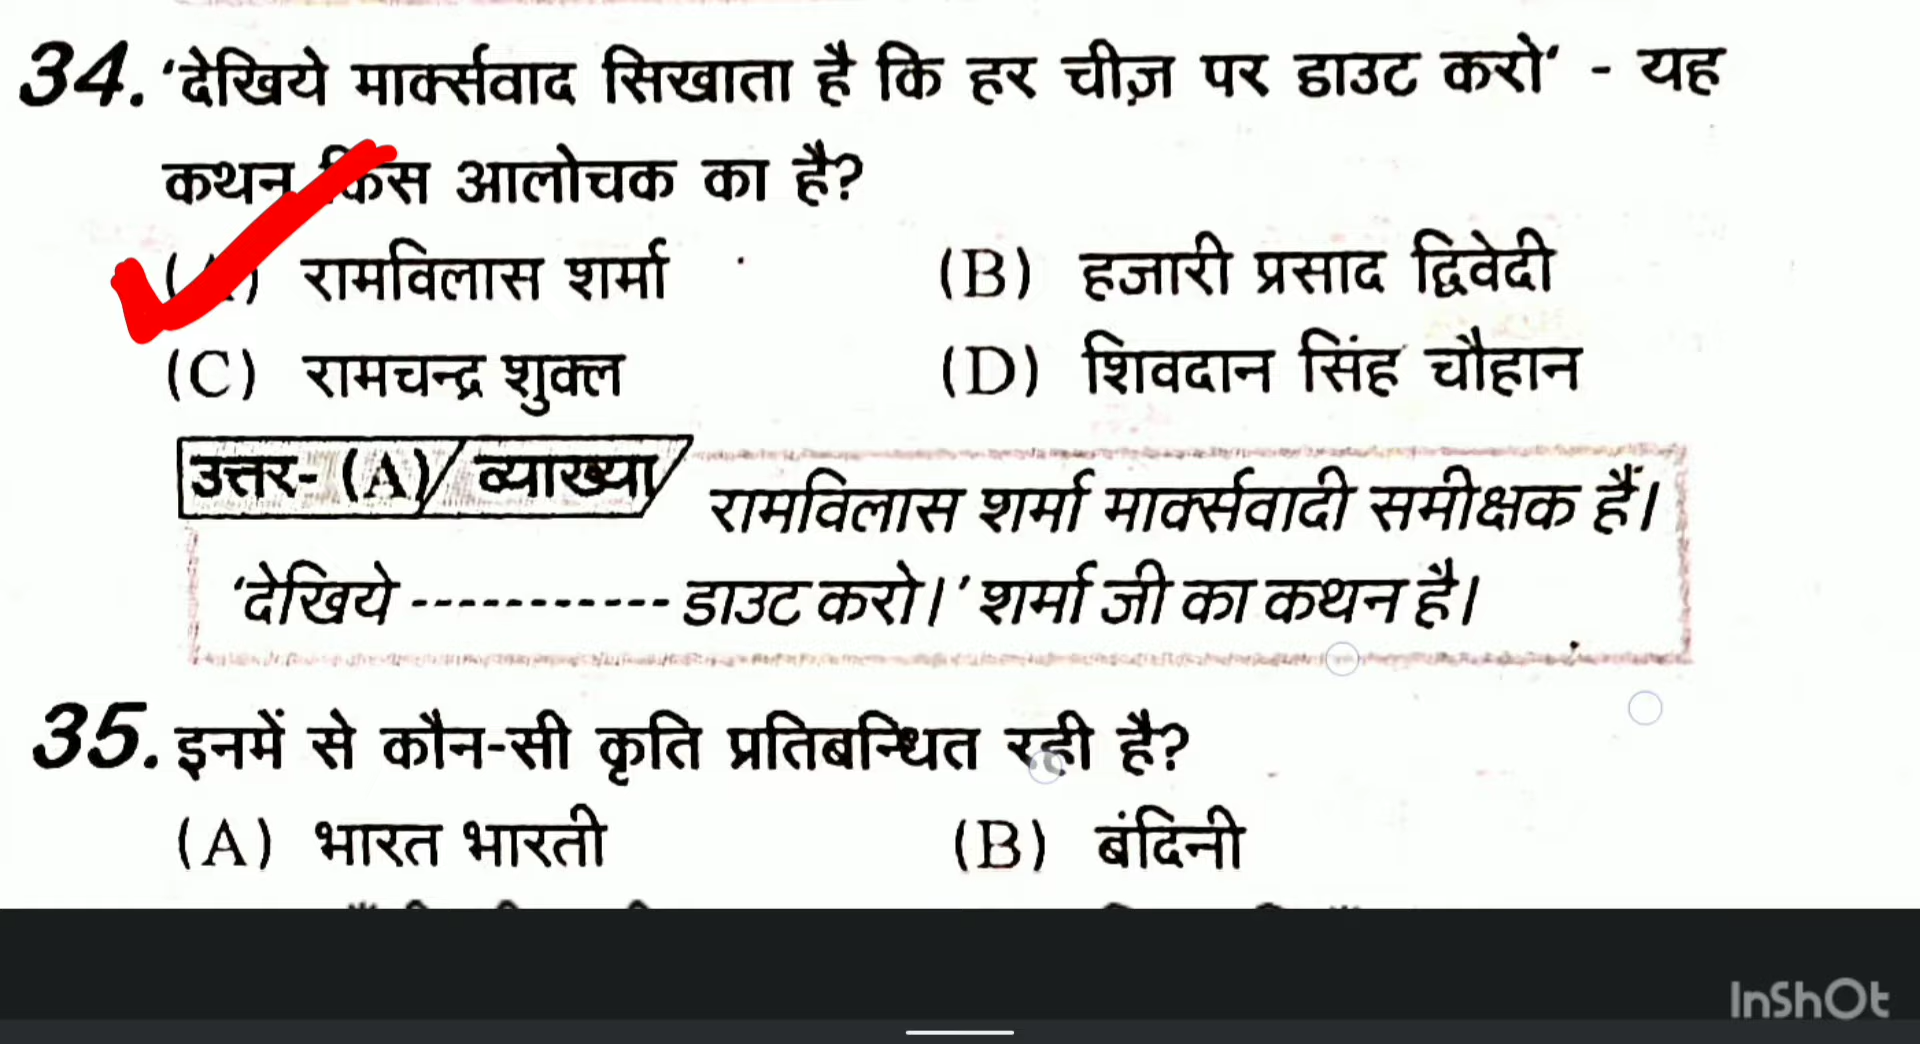 34. ‘देखिये मार्क्सवाद सिखाता है कि हर चीज़ पर डाउट करो‘ - यह
कथन किस आलोचक का है?
(A) रामविलास शर्मा (B) हजारी प्रसाद द्विवेदी
(C) रामचन्द्र शुक्ल (D) शिवदान सिंह चौहान
उत्तर- (A) व्याख्या रामविलास शर्मा मार्क्सवादी समीक्षक हैं।
‘देखिये ----------- डाउट करो।’ शर्मा जी का कथन है।
35. इनमें से कौन-सी कृति प्रतिबन्धित रही है?
(A) भारत भारती (B) बंदिनी
InShOt